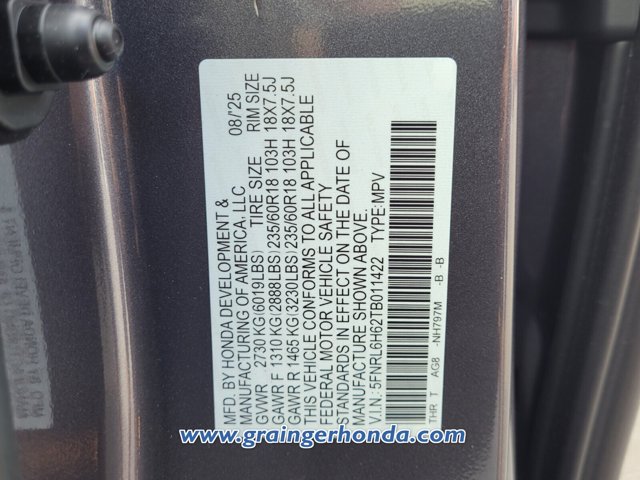 MFD. BY HONDA DEVELOPMENT &
MANUFACTURING OF AMERICA, LLC 08/'25
GVWR 2730 KG(6019LBS) TIRE SIZE RIM SIZE
GAWR F 1310 KG(2888LBS)235/60R18 103H 18X7.5J
GAWR R 1465 KG(3230LBS)235/60R18 103H 18X7.5J
THIS VEHICLE CONFORMS TO ALL APPLICABLE
FEDERAL MOTOR VEHICLE SAFETY
STANDARDS IN EFFECT ON THE DATE OF
MANUFACTURE SHOWN ABOVE.
V.I.N.: 5FNRL6H62TB011422 TYPE:MPV
THR T AG8 -NH797M -B -B
www.graingerhonda.com